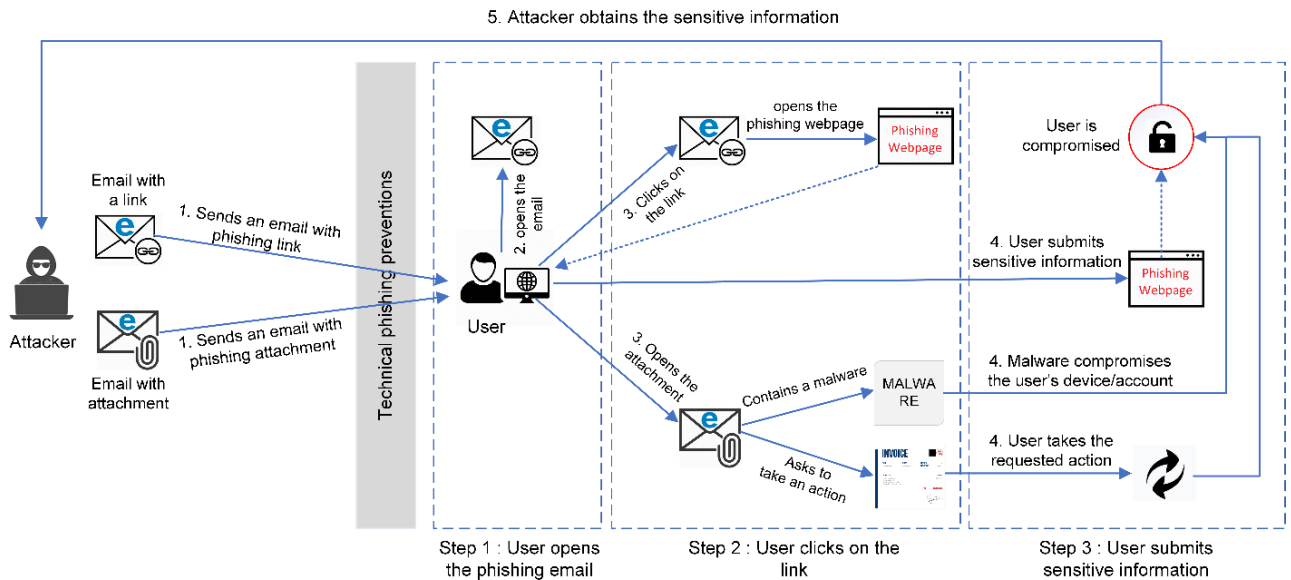 5. Attacker obtains the sensitive information
Email with
a link
1. Sends an email with
phishing link
Attacker
1. Sends an email with
phishing attachment
Email with
attachment
Technical phishing preventions
2. opens the
email
User
3. Clicks on
the link
opens the
phishing webpage
Phishing
Webpage
3. Opens the
attachment
Contains a malware
MALWA
RE
Asks to
take an action
INVOICE
User is
compromised
4. User submits
sensitive information
Phishing
Webpage
4. Malware compromises
the user's device/account
4. User takes the
requested action
Step 1 : User opens
the phishing email
Step 2 : User clicks on the
link
Step 3 : User submits
sensitive information